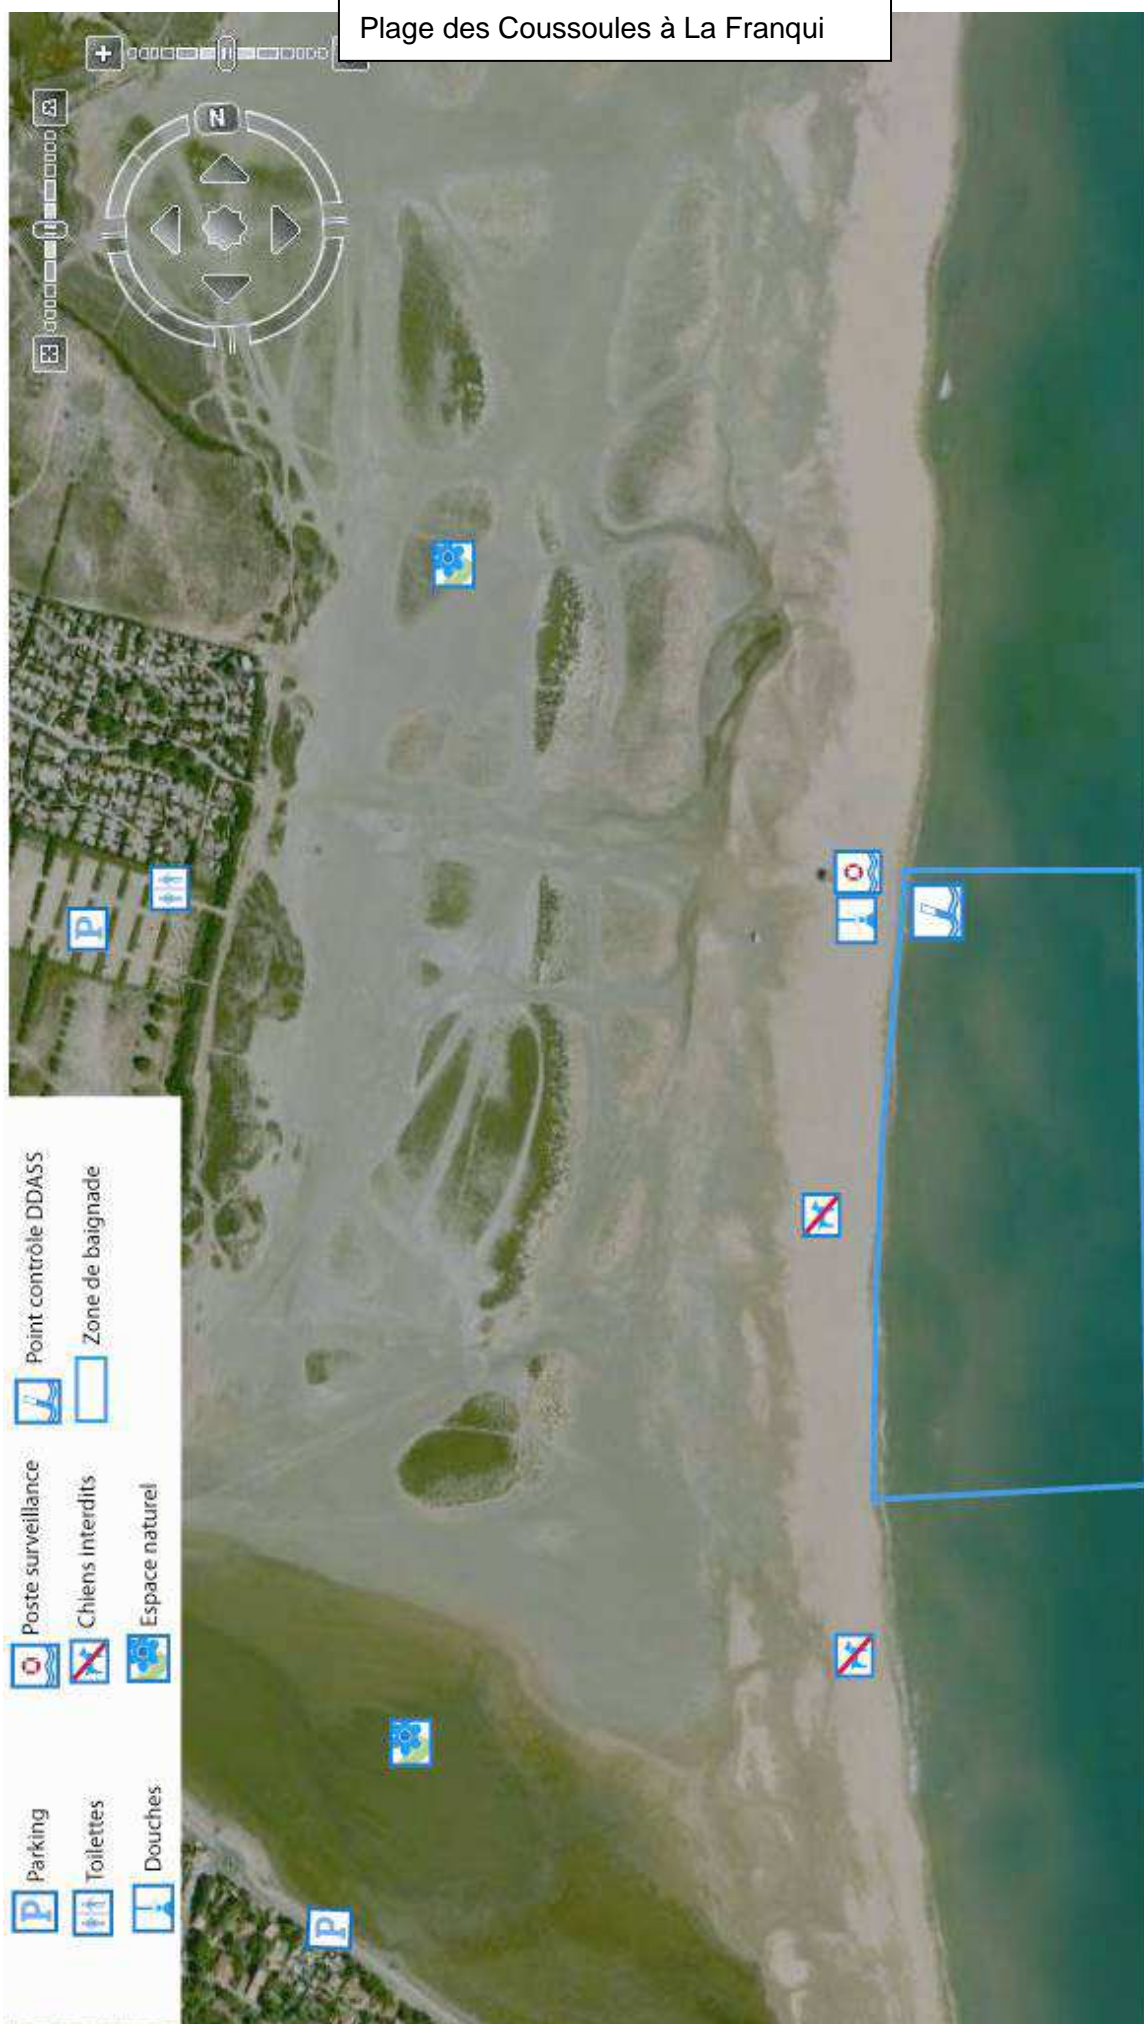 Plage des Coussoules à La Franqui
N
P
P
P Parking
Toilettes
Douches
Poste surveillance
Chiens interdits
Espace naturel
Point contrôle DDASS
Zone de baignade